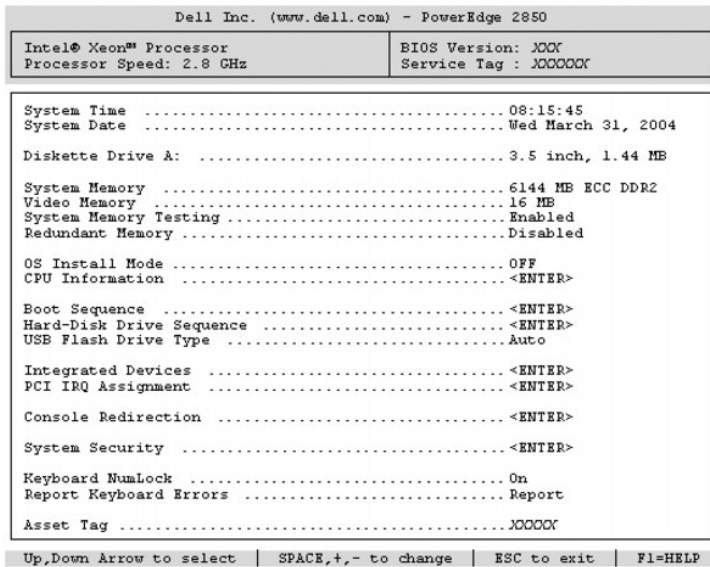 Dell Inc. (www.dell.com) - PowerEdge 2850
Intel® Xeon™ Processor
Processor Speed: 2.8 GHz
BIOS Version: XXX
Service Tag : XXXXXX
System Time ........................................ 08:15:45
System Date ........................................ Wed March 31, 2004
Diskette Drive A: .................................. 3.5 inch, 1.44 MB
System Memory ...................................... 6144 MB ECC DDR2
Video Memory ....................................... 16 MB
System Memory Testing .............................. Enabled
Redundant Memory ................................... Disabled
OS Install Mode .................................... OFF
CPU Information .................................... <ENTER>
Boot Sequence ...................................... <ENTER>
Hard-Disk Drive Sequence ........................... <ENTER>
USB Flash Drive Type ............................... Auto
Integrated Devices ................................. <ENTER>
PCI IRQ Assignment ................................. <ENTER>
Console Redirection ................................ <ENTER>
System Security .................................... <ENTER>
Keyboard NumLock ................................... On
Report Keyboard Errors ............................. Report
Asset Tag .......................................... XXXXX
Up,Down Arrow to select | SPACE,+,- to change | ESC to exit | F1=HELP